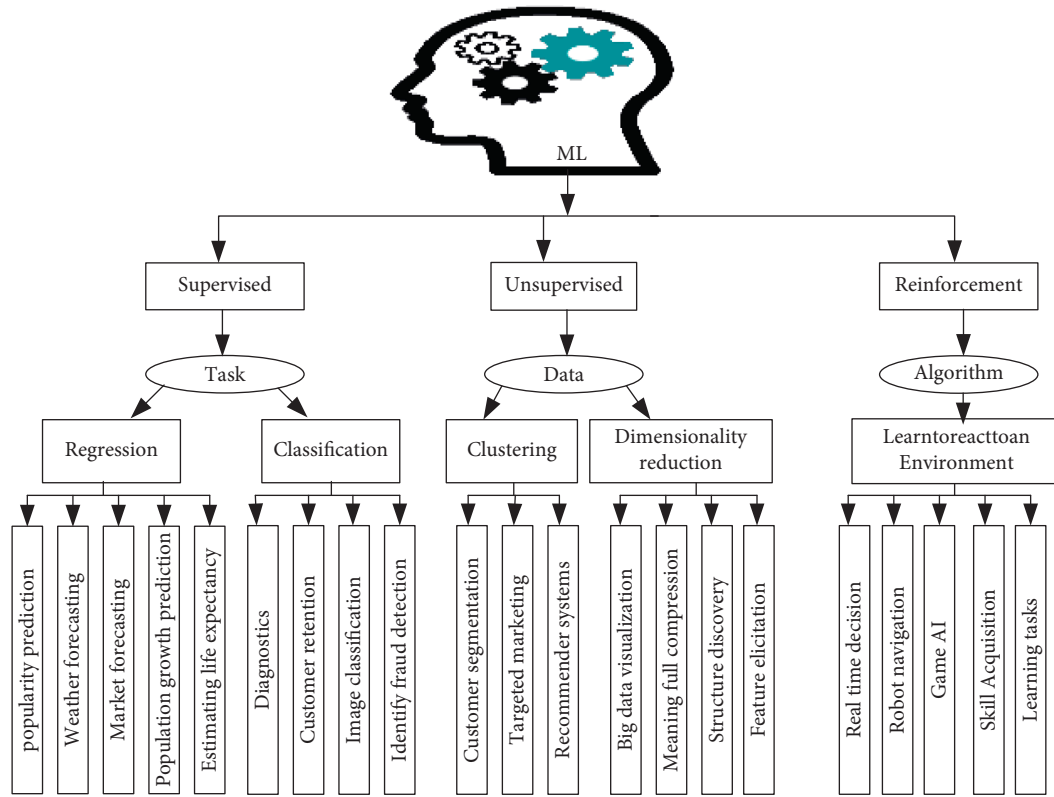 ML
Supervised
Unsupervised
Reinforcement
Task
Data
Algorithm
Regression
Classification
Clustering
Dimensionality
reduction
Learntoreacttoan
Environment
popularity prediction
Weather forecasting
Market forecasting
Population growth prediction
Estimating life expectancy
Diagnostics
Customer retention
Image classification
Identify fraud detection
Customer segmentation
Targeted marketing
Recommender systems
Big data visualization
Meaning full compression
Structure discovery
Feature elicitation
Real time decision
Robot navigation
Game AI
Skill Acquisition
Learning tasks